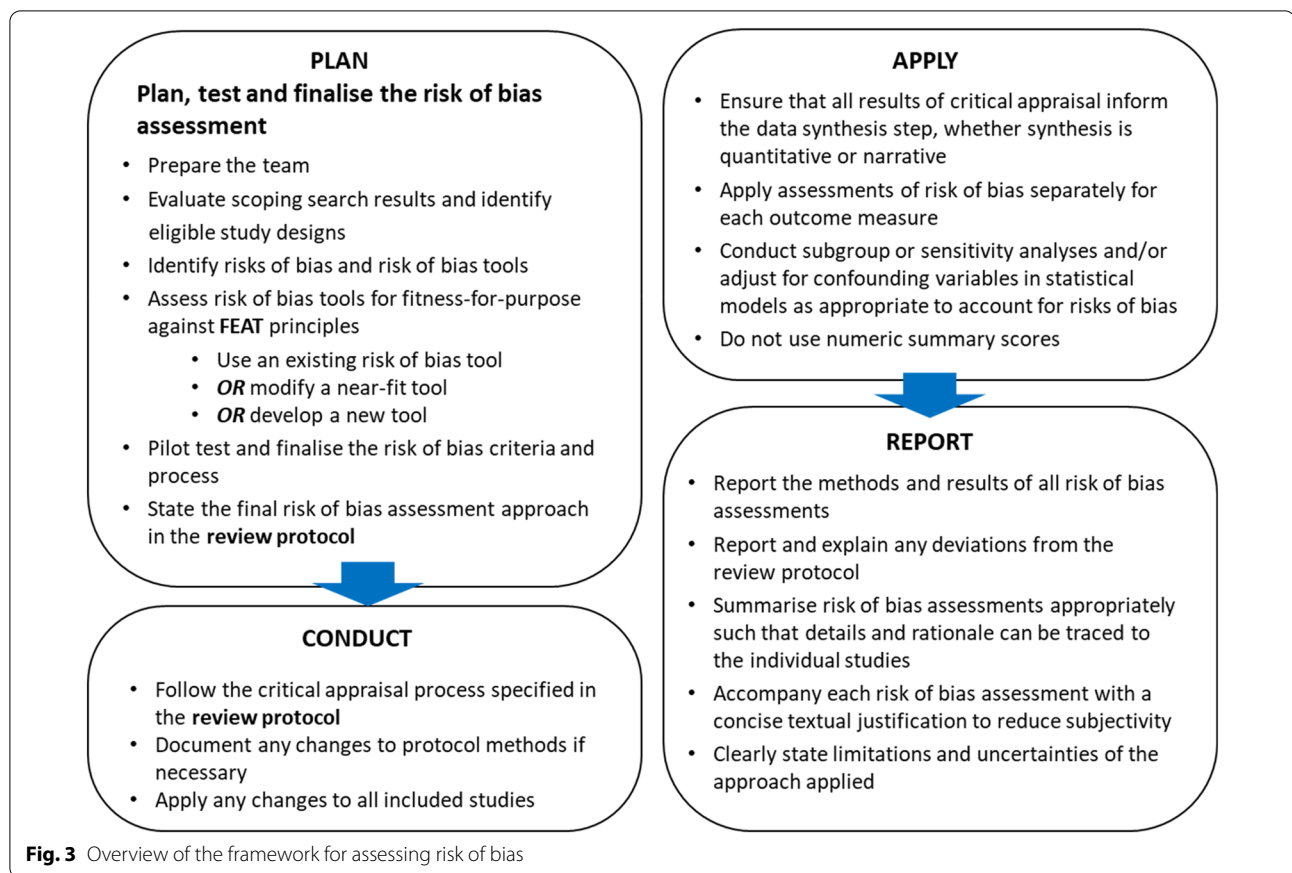 PLAN
Plan, test and finalise the risk of bias
assessment
• Prepare the team
• Evaluate scoping search results and identify
eligible study designs
• Identify risks of bias and risk of bias tools
• Assess risk of bias tools for fitness-for-purpose
against FEAT principles
• Use an existing risk of bias tool
• OR modify a near-fit tool
• OR develop a new tool
• Pilot test and finalise the risk of bias criteria and
process
• State the final risk of bias assessment approach
in the review protocol
CONDUCT
• Follow the critical appraisal process specified in
the review protocol
• Document any changes to protocol methods if
necessary
• Apply any changes to all included studies
APPLY
• Ensure that all results of critical appraisal inform
the data synthesis step, whether synthesis is
quantitative or narrative
• Apply assessments of risk of bias separately for
each outcome measure
• Conduct subgroup or sensitivity analyses and/or
adjust for confounding variables in statistical
models as appropriate to account for risks of bias
• Do not use numeric summary scores
REPORT
• Report the methods and results of all risk of bias
assessments
• Report and explain any deviations from the
review protocol
• Summarise risk of bias assessments appropriately
such that details and rationale can be traced to
the individual studies
• Accompany each risk of bias assessment with a
concise textual justification to reduce subjectivity
• Clearly state limitations and uncertainties of the
approach applied
Fig. 3 Overview of the framework for assessing risk of bias